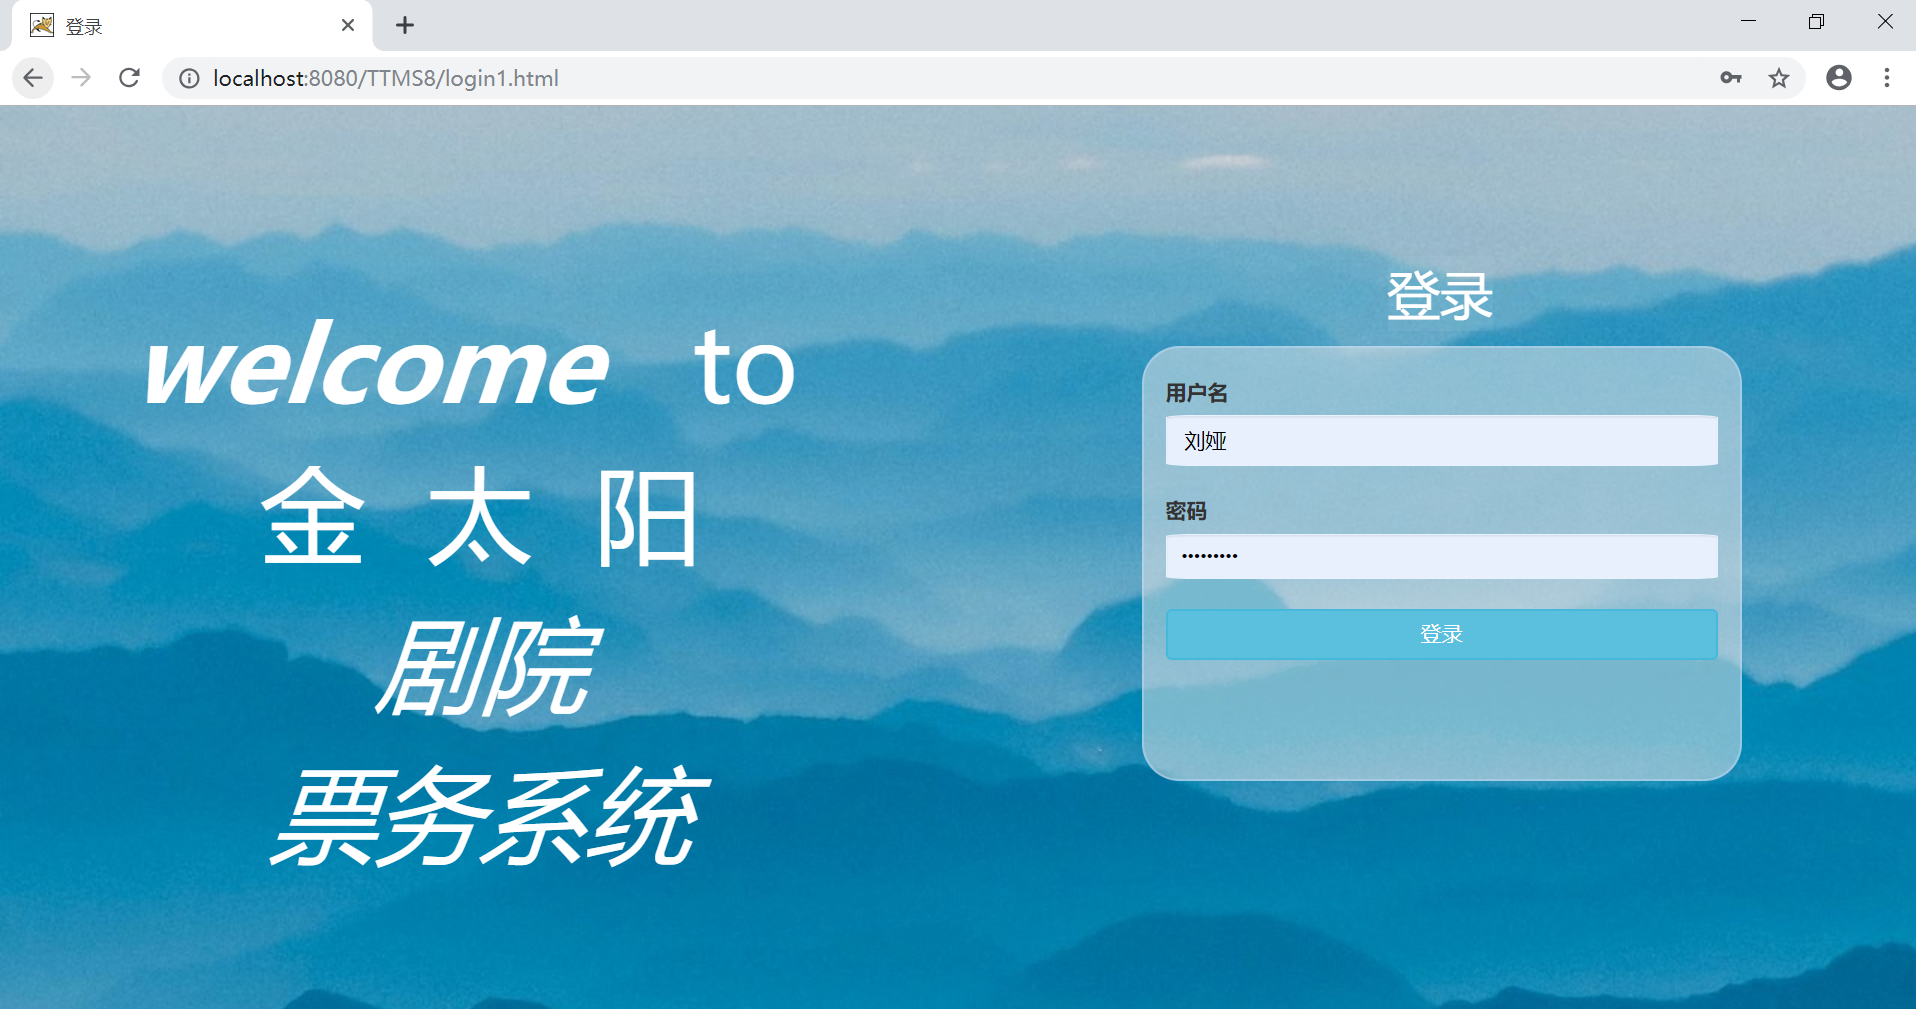 登录
localhost:8080/TTMS8/login1.html
welcome to
金 太 阳
剧院
票务系统
登录
用户名
刘娅
密码
•••••••••
登录